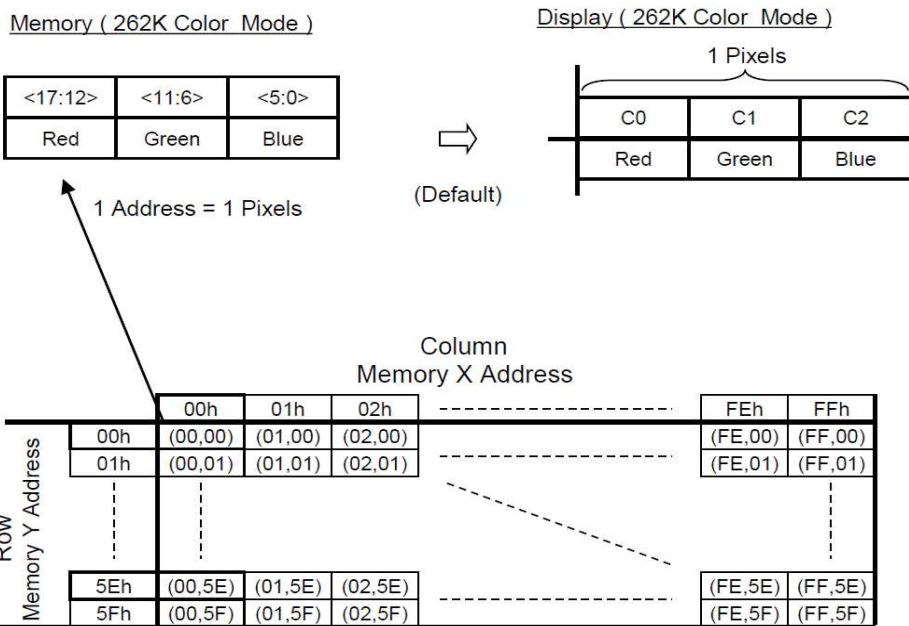 Memory ( 262K Color Mode )
Display ( 262K Color Mode )
1 Pixels
<17:12> <11:6> <5:0>
Red Green Blue
C0 C1 C2
Red Green Blue
(Default)
1 Address = 1 Pixels
Column
Memory X Address
00h 01h 02h FEh FFh
Row
Memory Y Address
00h (00,00) (01,00) (02,00) (FE,00) (FF,00)
01h (00,01) (01,01) (02,01) (FE,01) (FF,01)
5Eh (00,5E) (01,5E) (02,5E) (FE,5E) (FF,5E)
5Fh (00,5F) (01,5F) (02,5F) (FE,5F) (FF,5F)